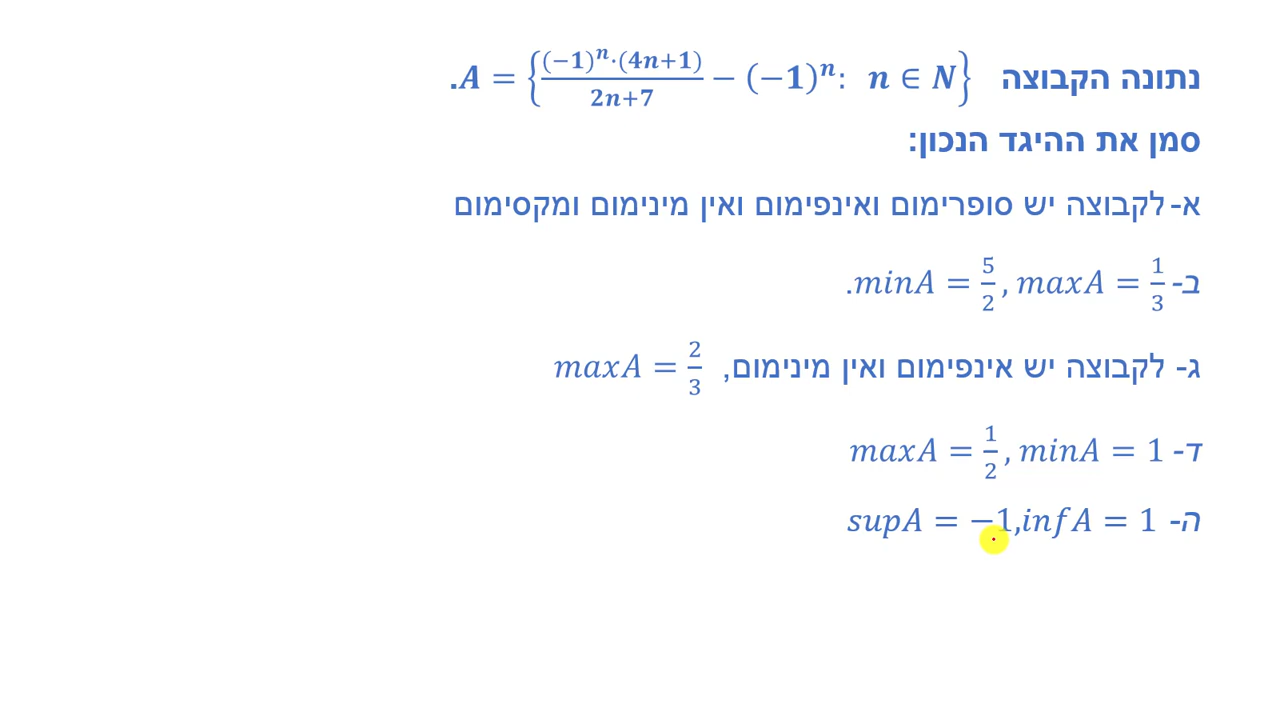 נתונה הקבוצה A = {((−1)^n·(4n+1))/(2n+7) − (−1)^n: n ∈ N}.
סמן את ההיגד הנכון:
א- לקבוצה יש סופרימום ואינפימום ואין מינימום ומקסימום
ב- minA = 5/2, maxA = 1/3.
ג- לקבוצה יש אינפימום ואין מינימום, maxA = 2/3
ד- maxA = 1/2, minA = 1
ה- supA = −1, infA = 1